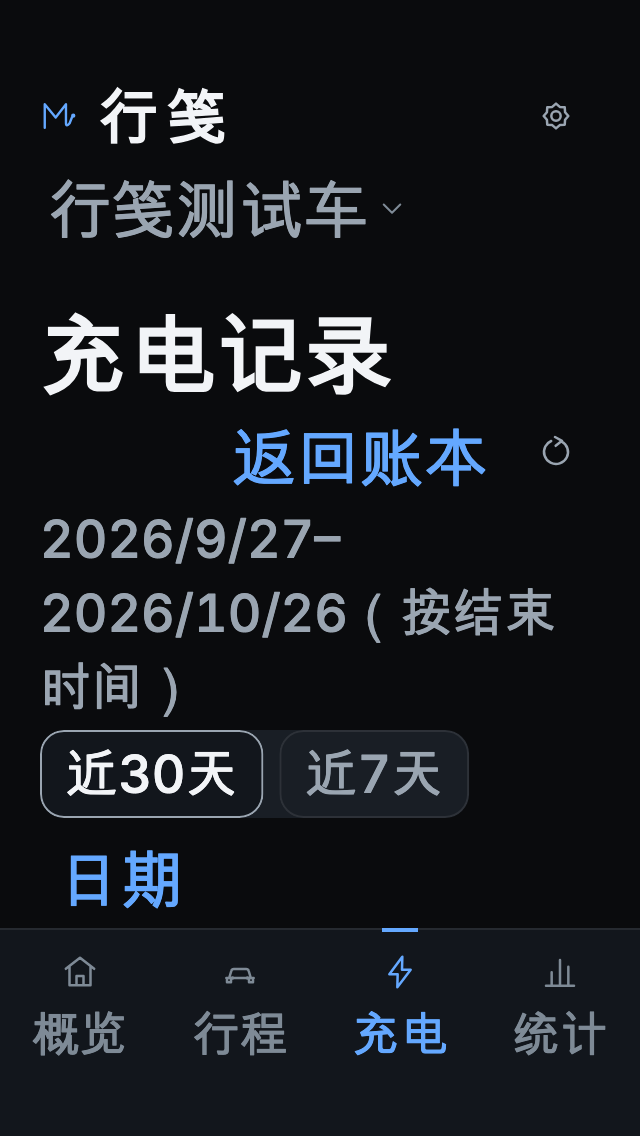 行笺
行笺测试车
充电记录
返回账本
2026/9/27–
2026/10/26（按结束
时间）
近30天 近7天
日期
概览 行程 充电 统计